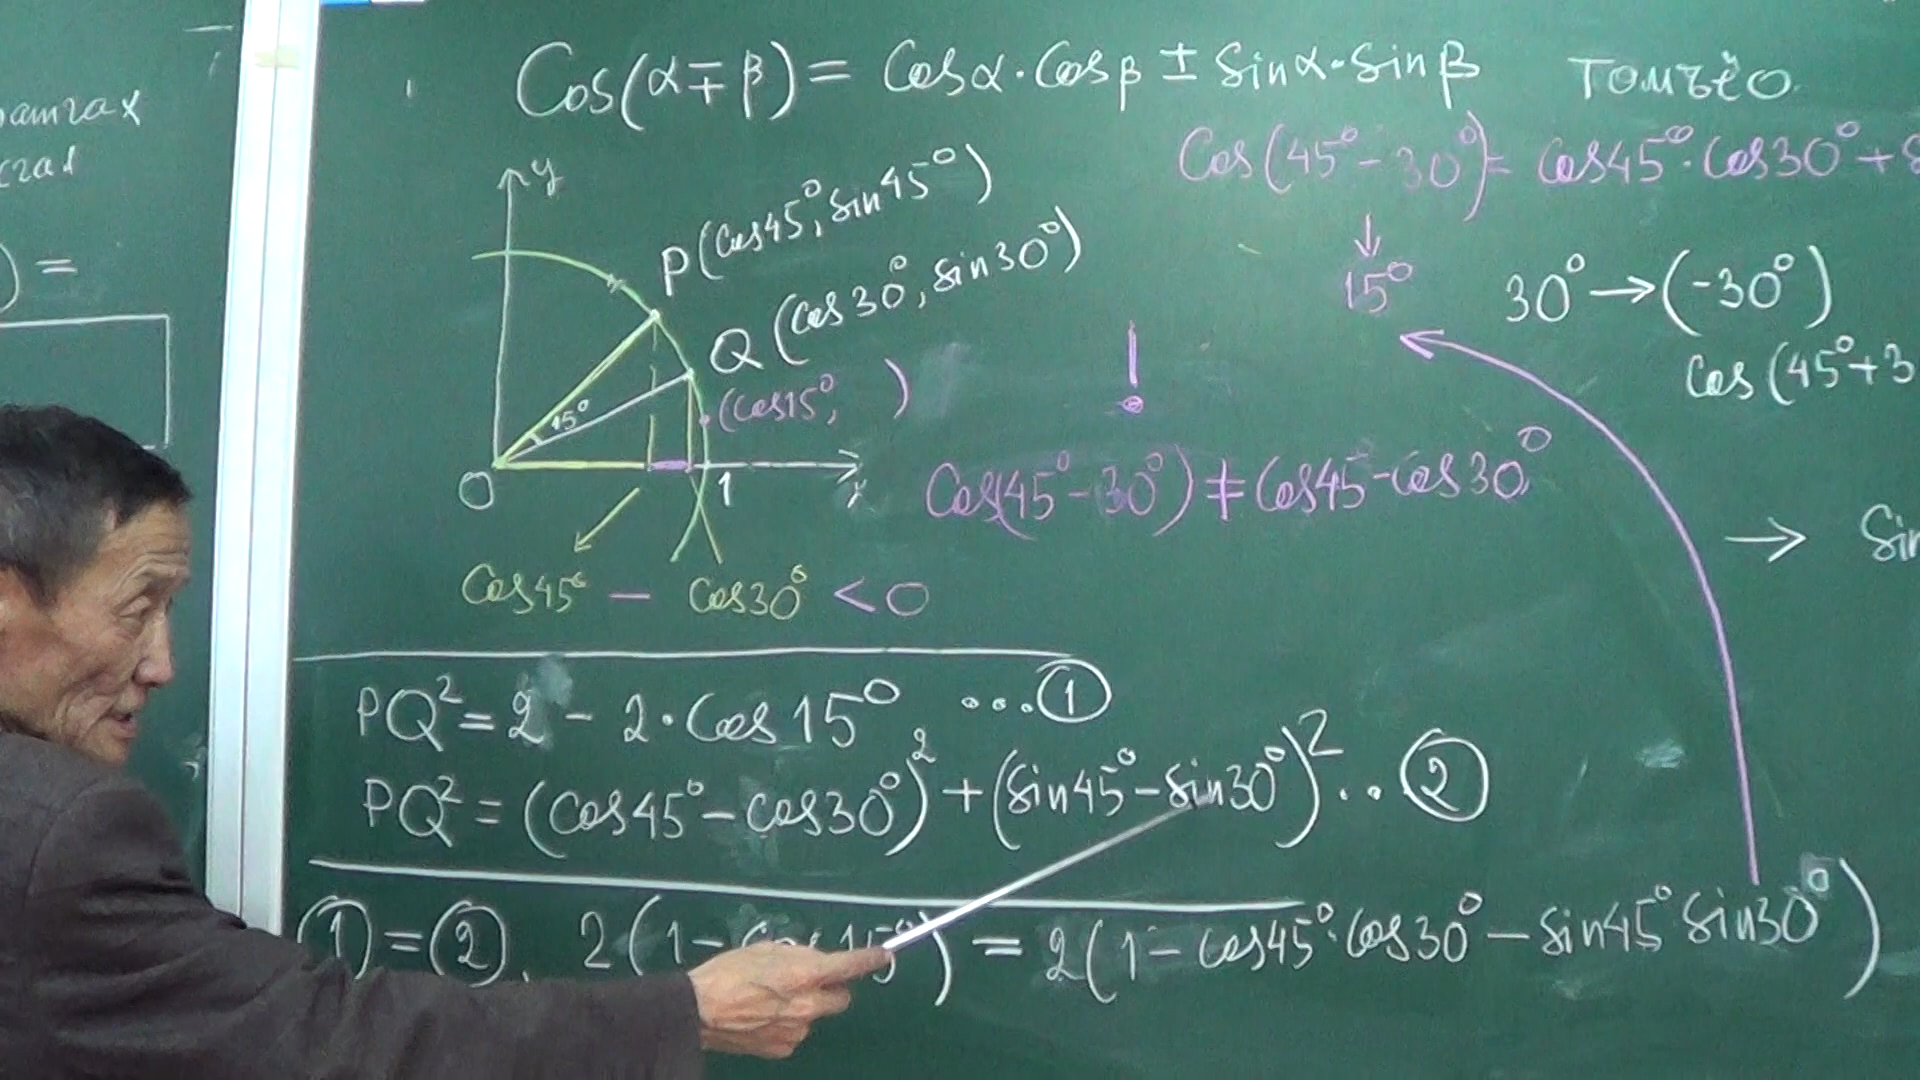 Cos(α∓β) = Cosα·Cosβ ± Sinα·Sinβ
Томъёо
Cos(45°-30°) = Cos45°·Cos30° +
↓
15°
30° → (-30°)
Cos(45°+3
→ Sin
y
P(Cos45°, Sin45°)
Q(Cos30°, Sin30°)
(Cos15°, )
15°
O
1
x
!
Cos(45°-30°) ≠ Cos45°-Cos30°
Cos45° - Cos30° < 0
PQ² = 2 - 2·Cos15° ...①
PQ² = (Cos45°-Cos30°)² + (Sin45°-Sin30°)² ... ②
① = ②. 2(1-Cos15°) = 2(1-Cos45°·Cos30°-Sin45° Sin30°)
) =